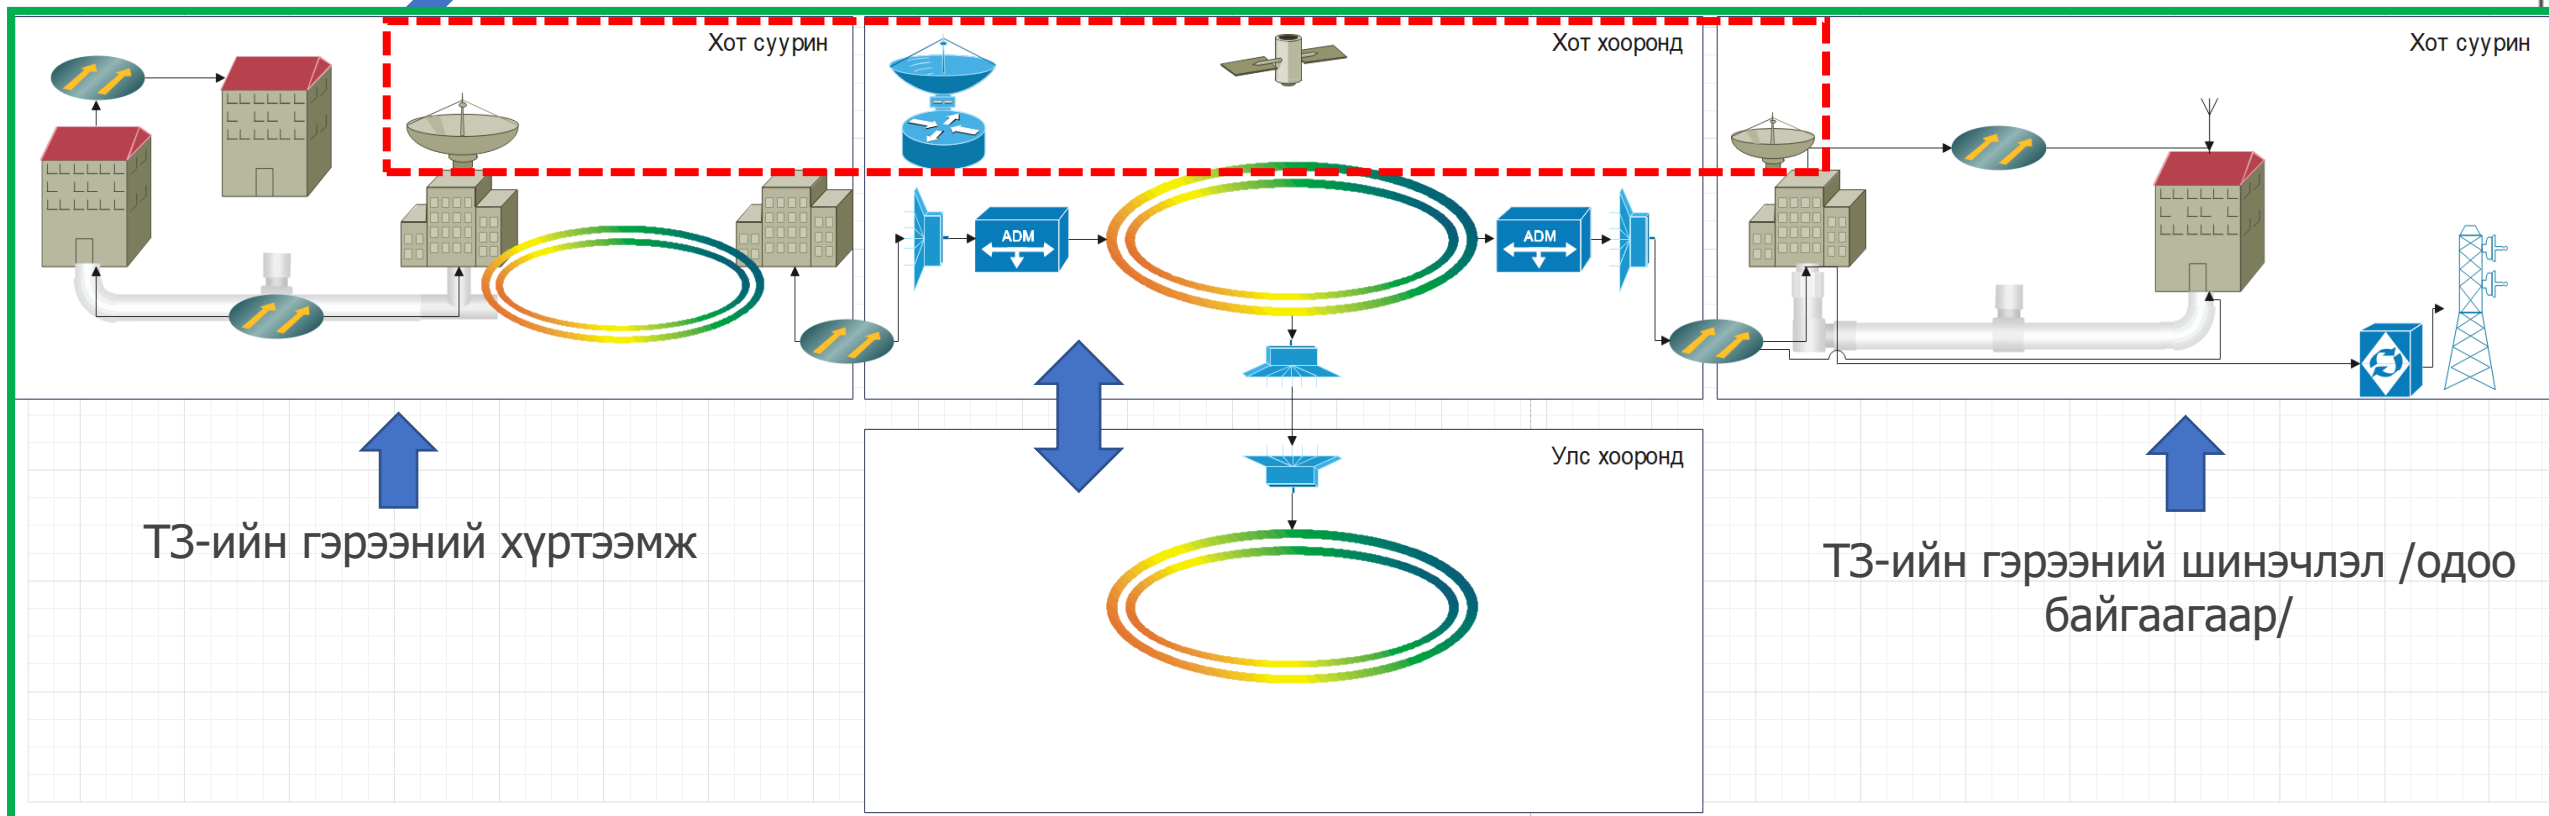 Хот суурин
Хот хооронд
Хот суурин
ADM
ADM
Улс хооронд
ТЗ-ийн гэрээний хүртээмж
ТЗ-ийн гэрээний шинэчлэл /одоо
байгаагаар/